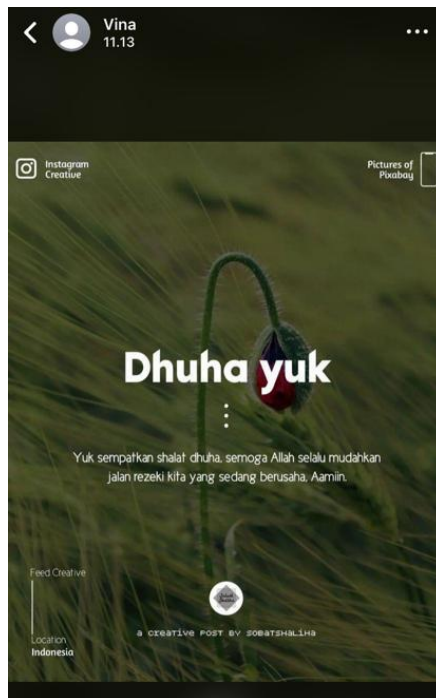 Vina
11.13
Instagram
Creative
Pictures of
Pixabay
Dhuha yuk
Yuk sempatkan shalat dhuha, semoga Allah selalu mudahkan
jalan rezeki kita yang sedang berusaha, Aamiin.
Feed Creative
Location
Indonesia
a creative post by sobatshaliha